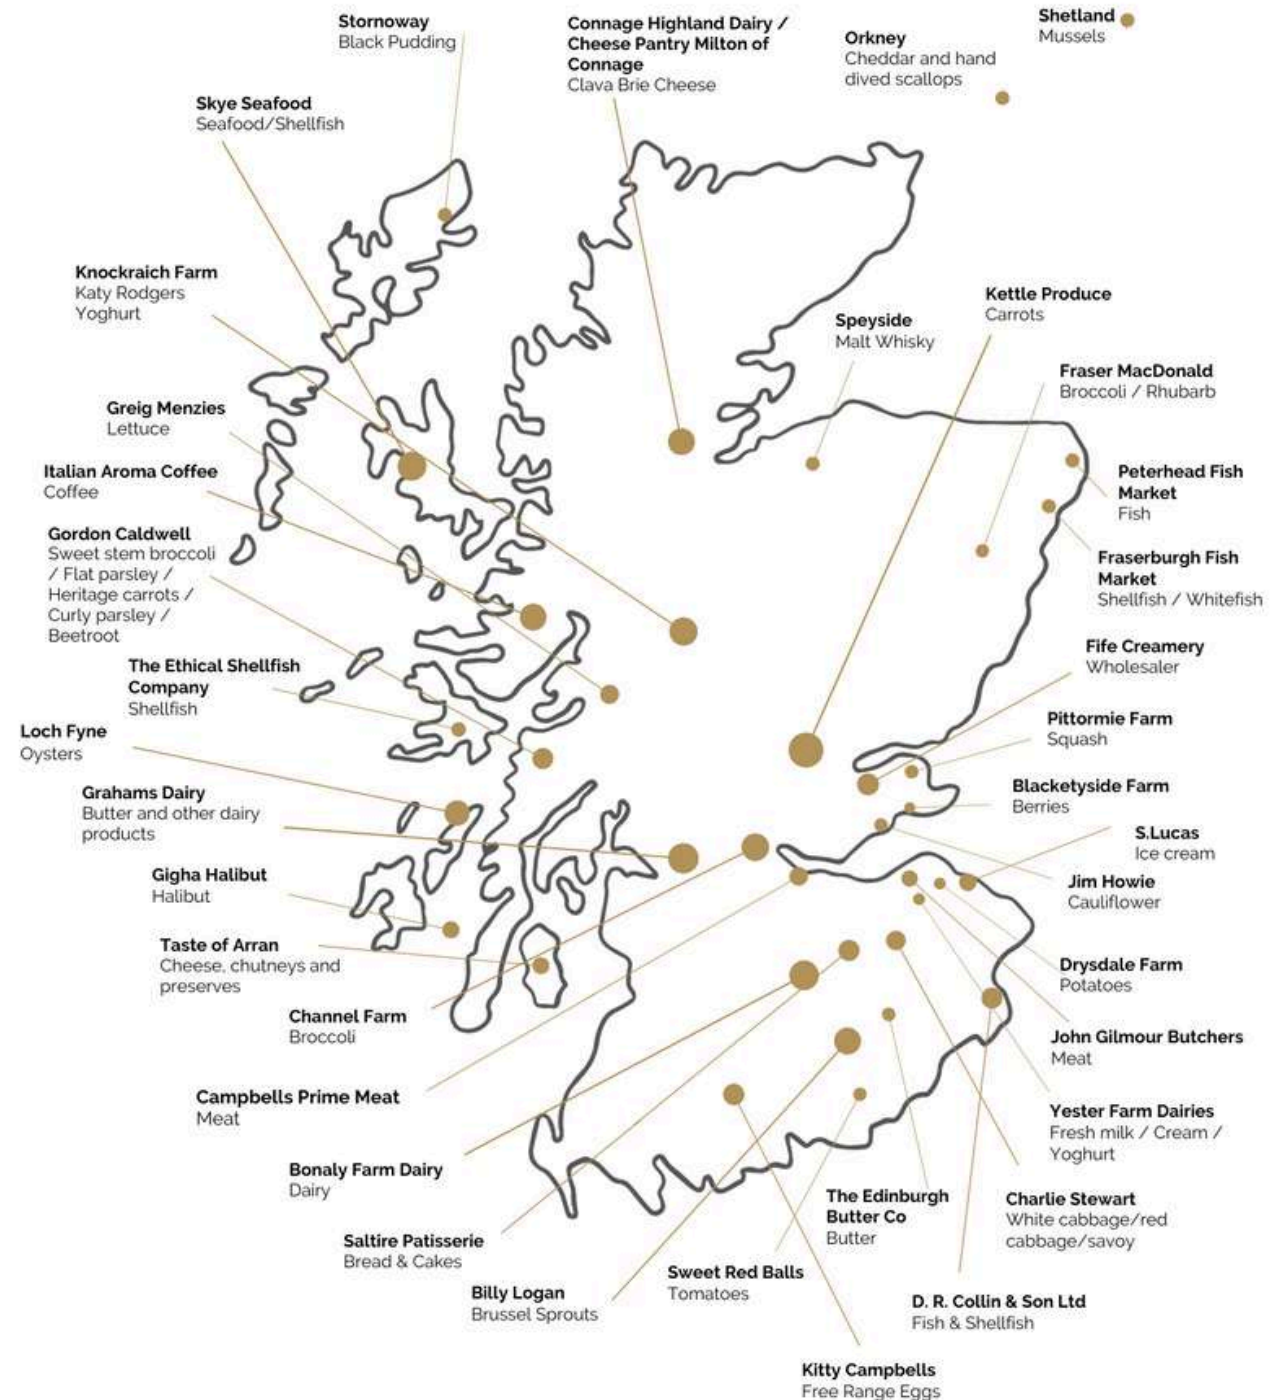 Stornoway
Black Pudding
Connage Highland Dairy /
Cheese Pantry Milton of
Connage
Clava Brie Cheese
Orkney
Cheddar and hand
dived scallops
Shetland
Mussels
Skye Seafood
Seafood/Shellfish
Knockraich Farm
Katy Rodgers
Yoghurt
Speyside
Malt Whisky
Kettle Produce
Carrots
Fraser MacDonald
Broccoli / Rhubarb
Greig Menzies
Lettuce
Italian Aroma Coffee
Coffee
Peterhead Fish
Market
Fish
Gordon Caldwell
Sweet stem broccoli
/ Flat parsley /
Heritage carrots /
Curly parsley /
Beetroot
Fraserburgh Fish
Market
Shellfish / Whitefish
The Ethical Shellfish
Company
Shellfish
Fife Creamery
Wholesaler
Loch Fyne
Oysters
Pittormie Farm
Squash
Grahams Dairy
Butter and other dairy
products
Blacketyside Farm
Berries
S.Lucas
Ice cream
Gigha Halibut
Halibut
Jim Howie
Cauliflower
Taste of Arran
Cheese, chutneys and
preserves
Drysdale Farm
Potatoes
Channel Farm
Broccoli
John Gilmour Butchers
Meat
Campbells Prime Meat
Meat
Yester Farm Dairies
Fresh milk / Cream /
Yoghurt
Bonaly Farm Dairy
Dairy
The Edinburgh
Butter Co
Butter
Charlie Stewart
White cabbage/red
cabbage/savoy
Saltire Patisserie
Bread & Cakes
Sweet Red Balls
Tomatoes
Billy Logan
Brussel Sprouts
D. R. Collin & Son Ltd
Fish & Shellfish
Kitty Campbells
Free Range Eggs